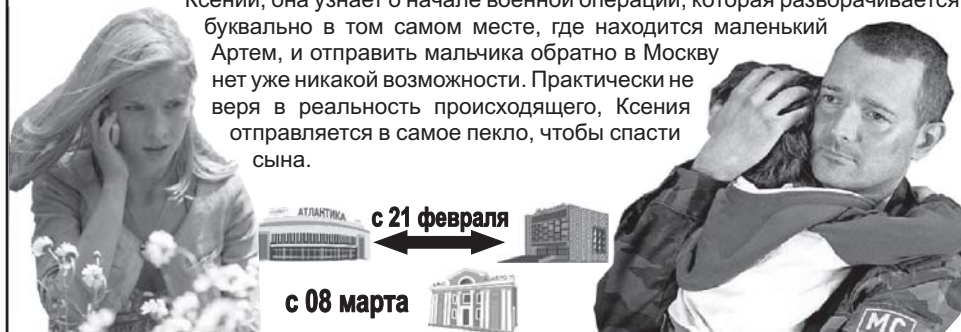 Ксении, она узнаёт о начале военной операции, которая разворачивается
буквально в том самом месте, где находится маленький
Артем, и отправить мальчика обратно в Москву
нет уже никакой возможности. Практически не
веря в реальность происходящего, Ксения
отправляется в самое пекло, чтобы спасти
сына.
АТЛАНТИКА
с 21 февраля
с 08 марта
МС